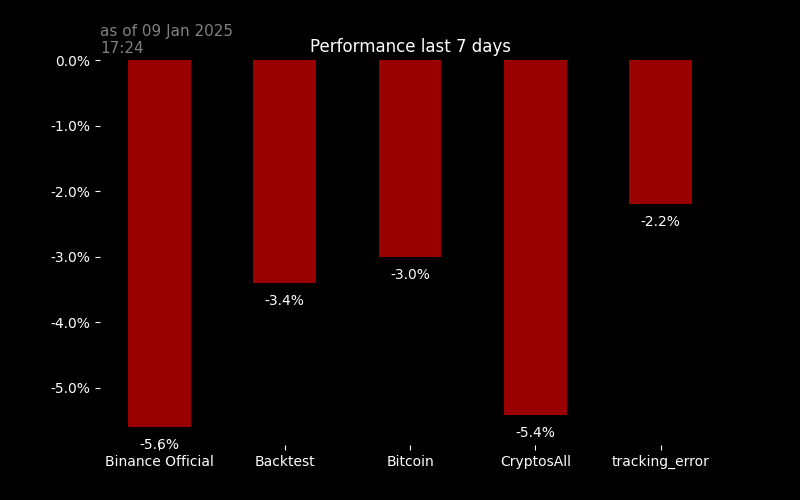 as of 09 Jan 2025
17:24
Performance last 7 days
0.0%
-1.0%
-2.0%
-3.0%
-4.0%
-5.0%
-5.6%
-3.4%
-3.0%
-5.4%
-2.2%
Binance Official
Backtest
Bitcoin
CryptosAll
tracking_error